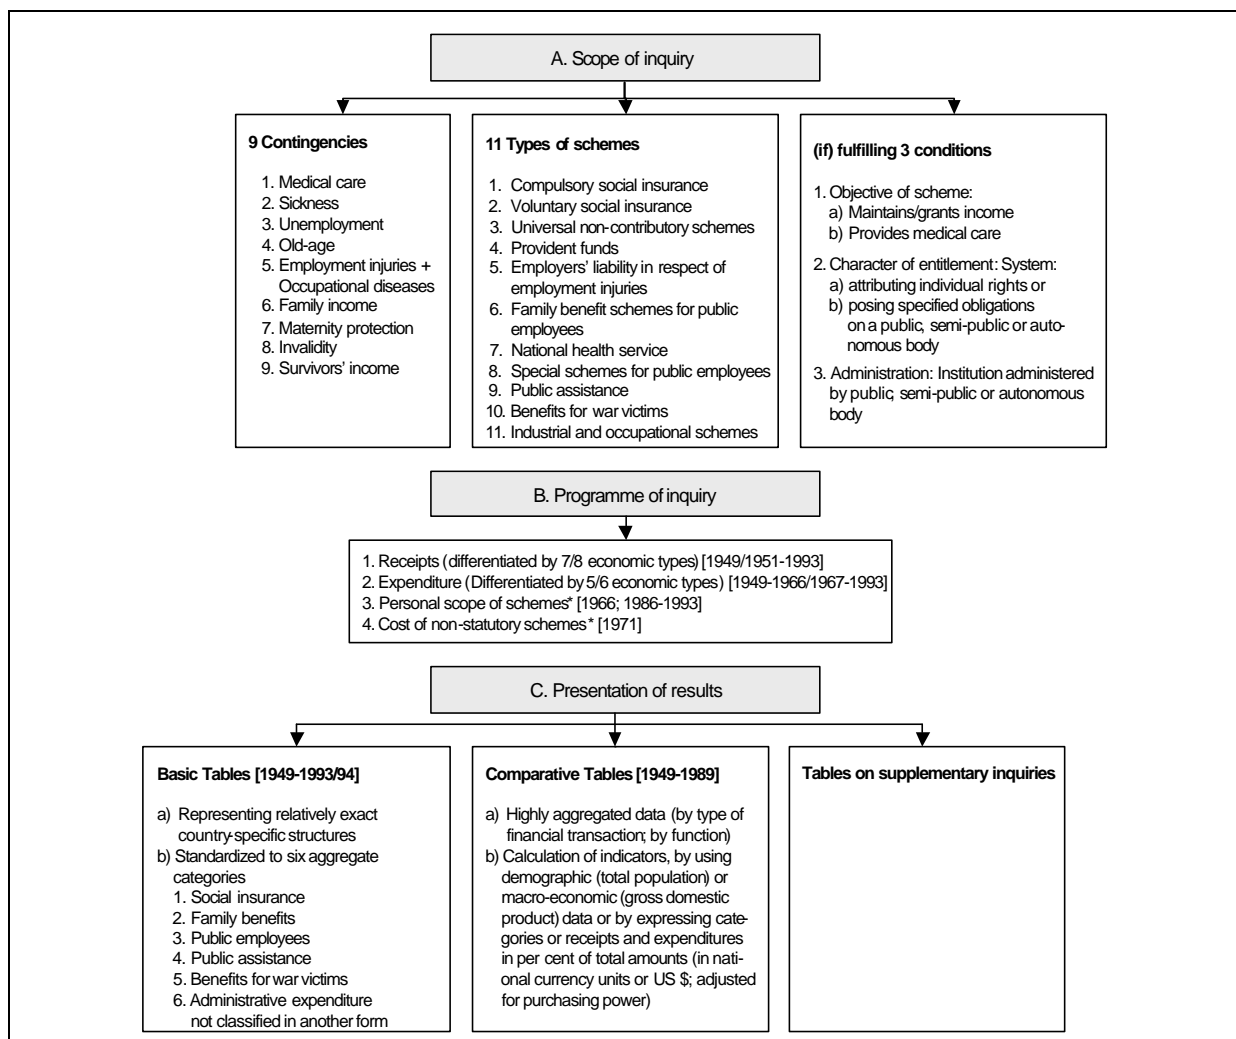 A. Scope of inquiry
9 Contingencies
1. Medical care
2. Sickness
3. Unemployment
4. Old-age
5. Employment injuries +
Occupational diseases
6. Family income
7. Maternity protection
8. Invalidity
9. Survivors' income
11 Types of schemes
1. Compulsory social insurance
2. Voluntary social insurance
3. Universal non-contributory schemes
4. Provident funds
5. Employers' liability in respect of
employment injuries
6. Family benefit schemes for public
employees
7. National health service
8. Special schemes for public employees
9. Public assistance
10. Benefits for war victims
11. Industrial and occupational schemes
(if) fulfilling 3 conditions
1. Objective of scheme:
a) Maintains/grants income
b) Provides medical care
2. Character of entitlement: System:
a) attributing individual rights or
b) posing specified obligations
on a public, semi-public or auto-
nomous body
3. Administration: Institution administered
by public, semi-public or autonomous
body
B. Programme of inquiry
1. Receipts (differentiated by 7/8 economic types) [1949/1951-1993]
2. Expenditure (Differentiated by 5/6 economic types) [1949-1966/1967-1993]
3. Personal scope of schemes* [1966; 1986-1993]
4. Cost of non-statutory schemes* [1971]
C. Presentation of results
Basic Tables [1949-1993/94]
a) Representing relatively exact
country-specific structures
b) Standardized to six aggregate
categories
1. Social insurance
2. Family benefits
3. Public employees
4. Public assistance
5. Benefits for war victims
6. Administrative expenditure
not classified in another form
Comparative Tables [1949-1989]
a) Highly aggregated data (by type of
financial transaction; by function)
b) Calculation of indicators, by using
demographic (total population) or
macro-economic (gross domestic
product) data or by expressing cate-
gories or receipts and expenditures
in per cent of total amounts (in nati-
onal currency units or US $; adjusted
for purchasing power)
Tables on supplementary inquiries